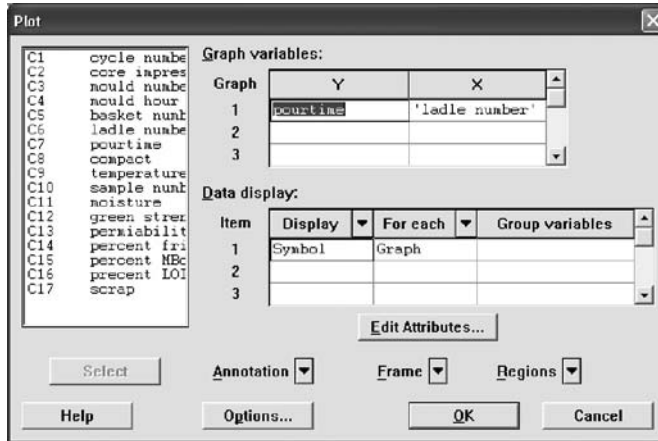 Plot
C1 cycle numbe
C2 core impres
C3 mould numbe
C4 mould hour
C5 basket numb
C6 ladle numbe
C7 pourtime
C8 compact
C9 temperature
C10 sample numb
C11 moisture
C12 green stren
C13 permiabilit
C14 percent fri
C15 percent MBc
C16 precent LOI
C17 scrap
Graph variables:
Graph Y X
1 pourtime 'ladle number'
2
3
Data display:
Item Display For each Group variables
1 Symbol Graph
2
3
Edit Attributes...
Select Annotation Frame Regions
Help Options... OK Cancel